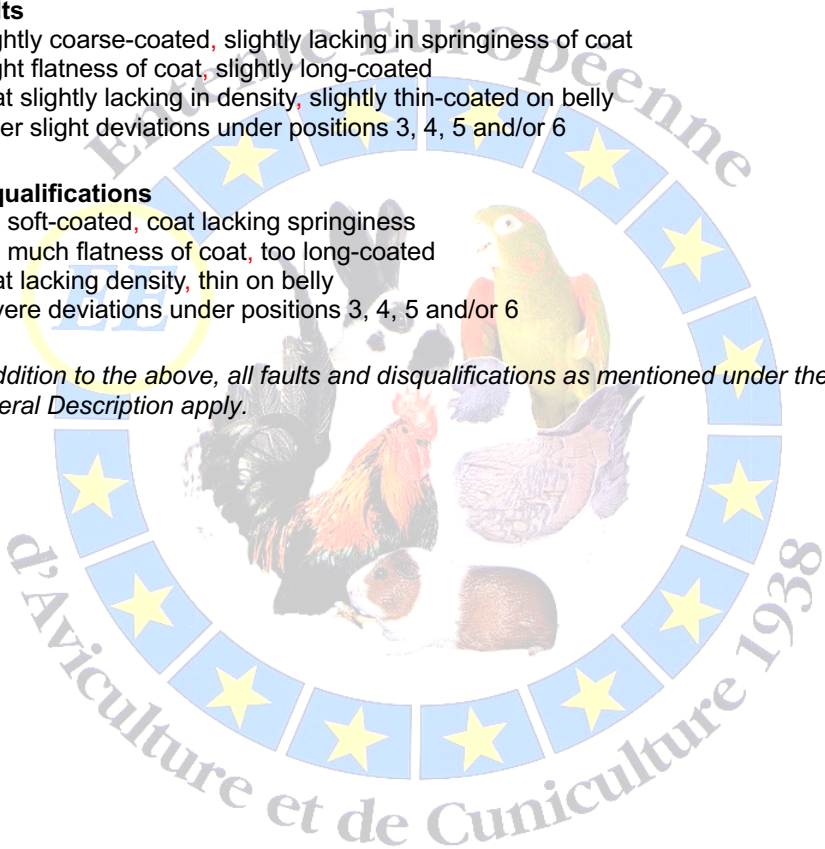 lts
ghtly coarse-coated, slightly lacking in springiness of coat
ght flatness of coat, slightly long-coated
at slightly lacking in density, slightly thin-coated on belly
er slight deviations under positions 3, 4, 5 and/or 6
qualifications
soft-coated, coat lacking springiness
much flatness of coat, too long-coated
at lacking density, thin on belly
vere deviations under positions 3, 4, 5 and/or 6
ddition to the above, all faults and disqualifications as mentioned under the
eral Description apply.
Entente Européenne
EE
d'Aviculture et de Cuniculture 1938